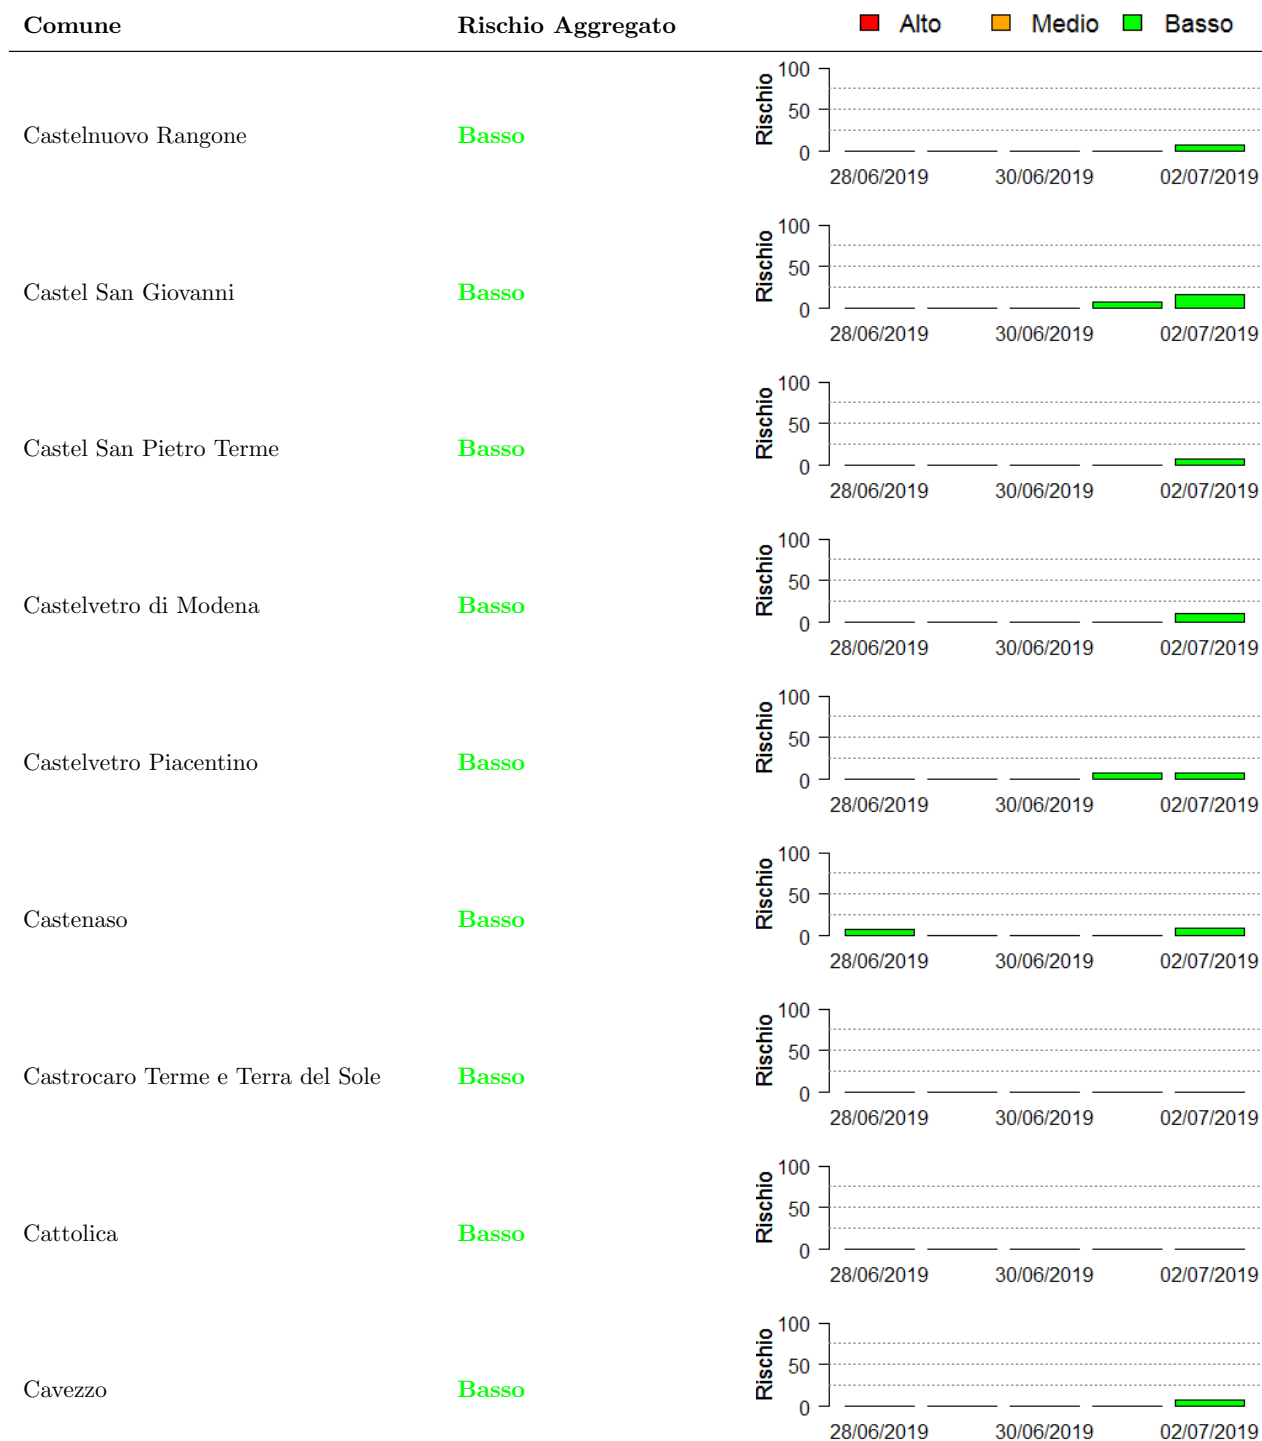 Comune Rischio Aggregato Alto Medio Basso
100
50
0
Rischio
Castelnuovo Rangone Basso
28/06/2019 30/06/2019 02/07/2019
100
50
0
Rischio
Castel San Giovanni Basso
28/06/2019 30/06/2019 02/07/2019
100
50
0
Rischio
Castel San Pietro Terme Basso
28/06/2019 30/06/2019 02/07/2019
100
50
0
Rischio
Castelvetro di Modena Basso
28/06/2019 30/06/2019 02/07/2019
100
50
0
Rischio
Castelvetro Piacentino Basso
28/06/2019 30/06/2019 02/07/2019
100
50
0
Rischio
Castenaso Basso
28/06/2019 30/06/2019 02/07/2019
100
50
0
Rischio
Castrocaro Terme e Terra del Sole Basso
28/06/2019 30/06/2019 02/07/2019
100
50
0
Rischio
Cattolica Basso
28/06/2019 30/06/2019 02/07/2019
100
50
0
Rischio
Cavezzo Basso
28/06/2019 30/06/2019 02/07/2019